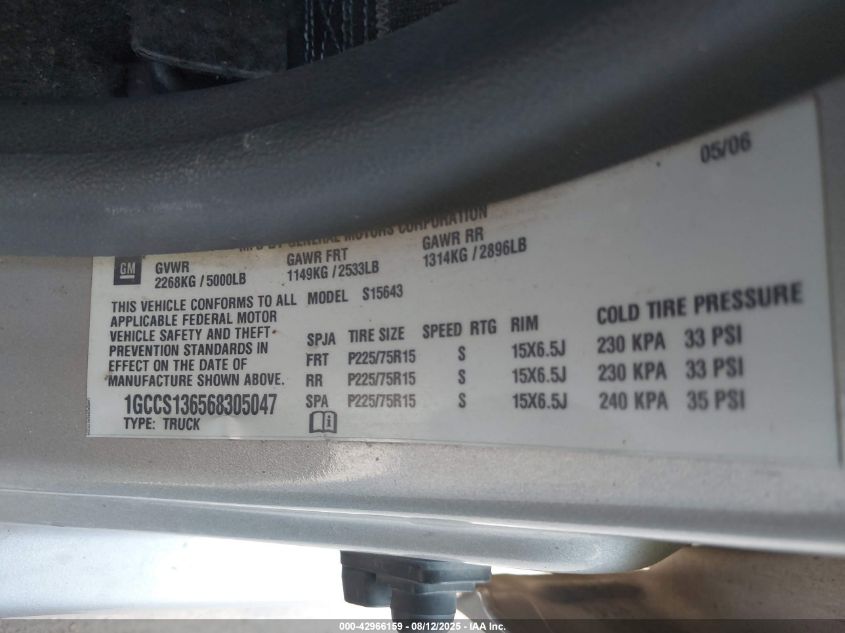 05/06
MFD BY GENERAL MOTORS CORPORATION
GM
GVWR GAWR FRT GAWR RR
2268KG / 5000LB 1149KG / 2533LB 1314KG / 2896LB
THIS VEHICLE CONFORMS TO ALL
APPLICABLE FEDERAL MOTOR
VEHICLE SAFETY AND THEFT
PREVENTION STANDARDS IN
EFFECT ON THE DATE OF
MANUFACTURE SHOWN ABOVE.
1GCCS136568305047
TYPE: TRUCK
MODEL S15643
SPJA TIRE SIZE SPEED RTG RIM COLD TIRE PRESSURE
FRT P225/75R15 S 15X6.5J 230 KPA 33 PSI
RR P225/75R15 S 15X6.5J 230 KPA 33 PSI
SPA P225/75R15 S 15X6.5J 240 KPA 35 PSI
000-42966159 - 08/12/2025 - IAA Inc.